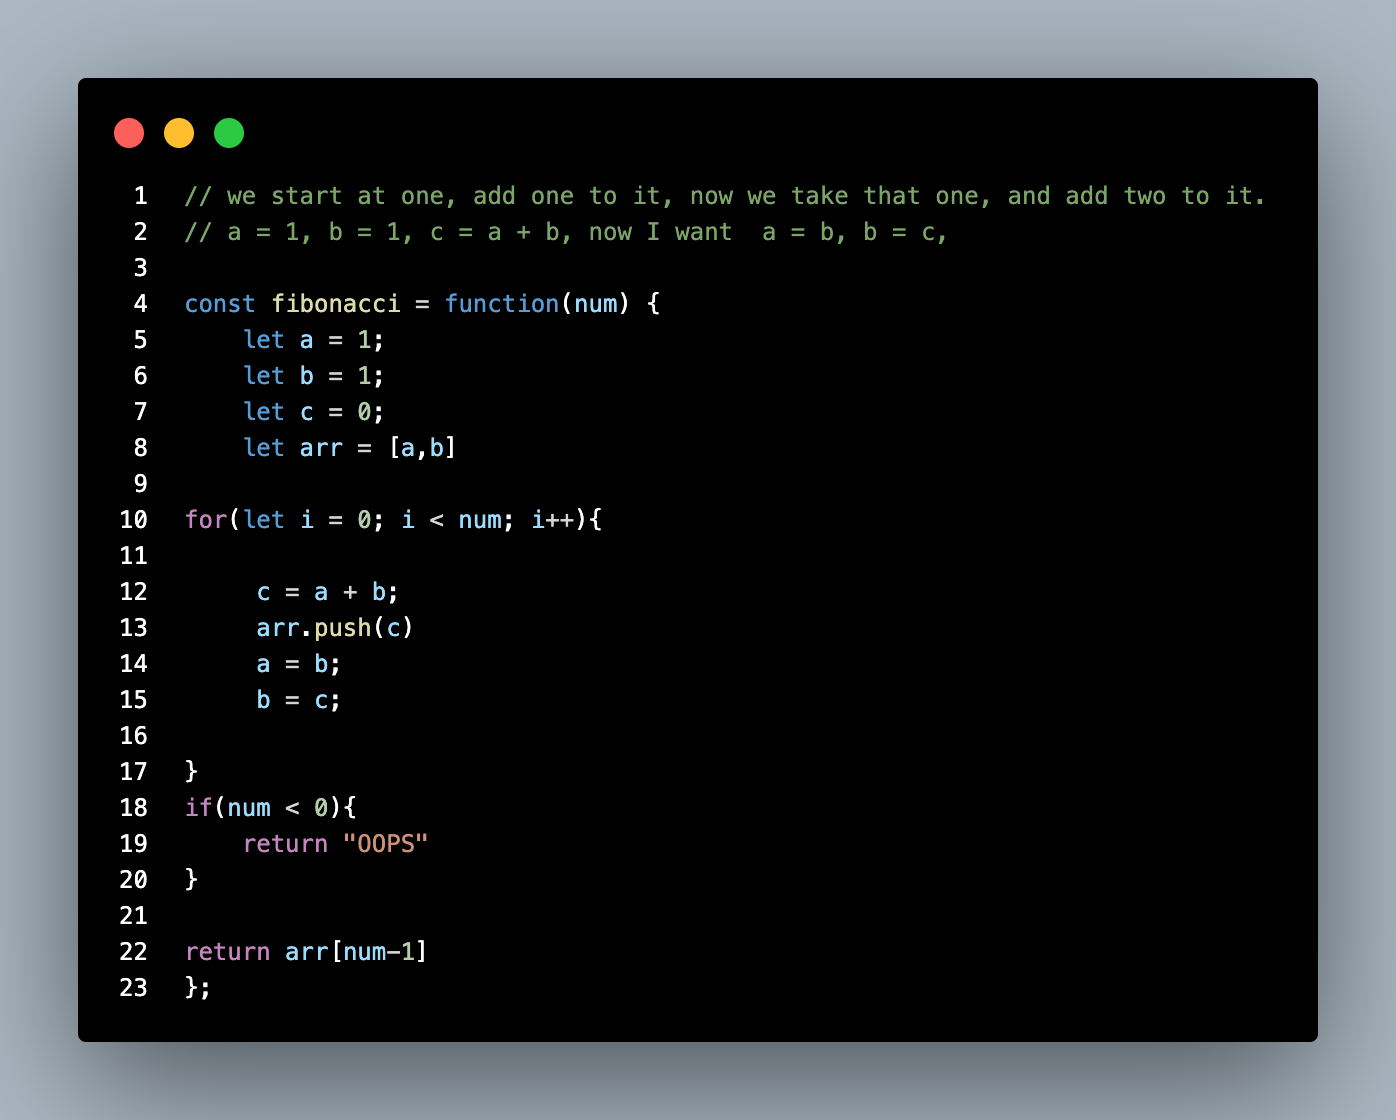 1 // we start at one, add one to it, now we take that one, and add two to it.
2 // a = 1, b = 1, c = a + b, now I want  a = b, b = c,
3
4 const fibonacci = function(num) {
5     let a = 1;
6     let b = 1;
7     let c = 0;
8     let arr = [a,b]
9
10 for(let i = 0; i < num; i++){
11
12      c = a + b;
13      arr.push(c)
14      a = b;
15      b = c;
16
17 }
18 if(num < 0){
19     return "OOPS"
20 }
21
22 return arr[num-1]
23 };